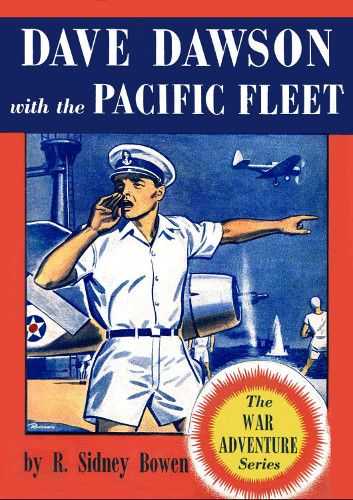 DAVE DAWSON
with the PACIFIC FLEET
by R. Sidney Bowen
The
WAR
ADVENTURE
Series